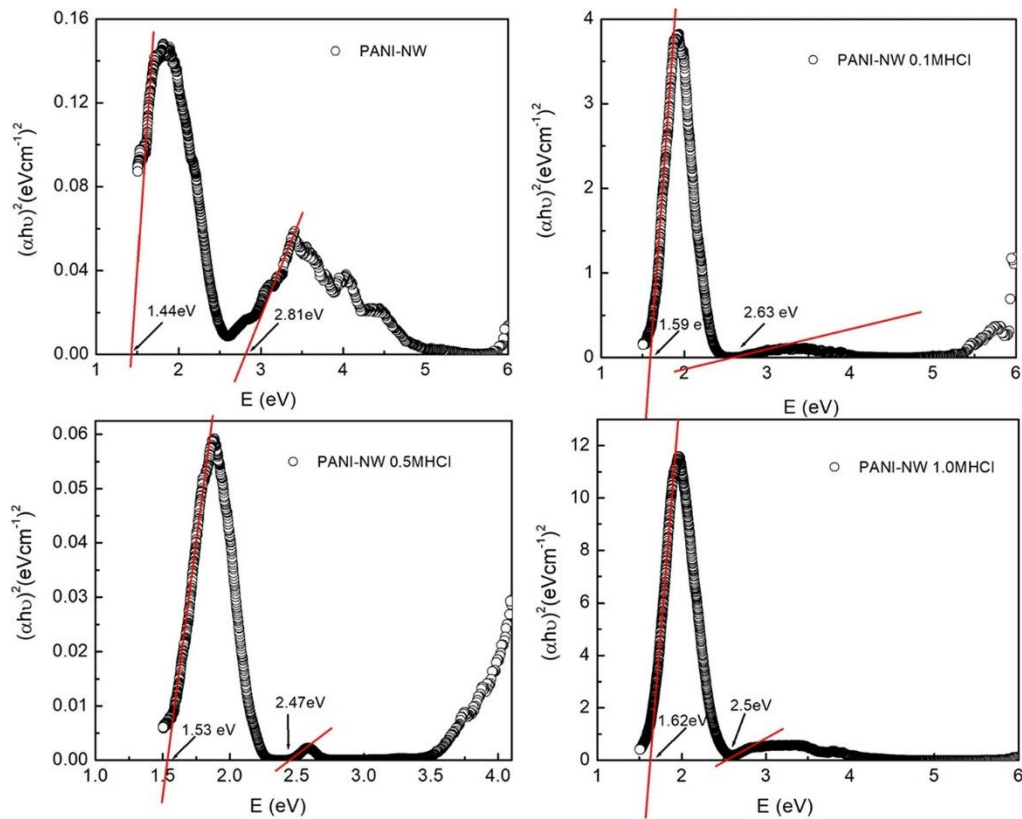 0.16
0.12
0.08
0.04
0.00
(αhυ)²(eVcm⁻¹)²
PANI-NW
1.44eV
2.81eV
1 2 3 4 5 6
E (eV)
4
3
2
1
0
(αhυ)²(eVcm⁻¹)²
PANI-NW 0.1MHCl
1.59 e
2.63 eV
1 2 3 4 5 6
E (eV)
0.06
0.05
0.04
0.03
0.02
0.01
0.00
(αhυ)²(eVcm⁻¹)²
PANI-NW 0.5MHCl
1.53 eV
2.47eV
1.0 1.5 2.0 2.5 3.0 3.5 4.0
E (eV)
12
10
8
6
4
2
0
(αhυ)² (eVcm⁻¹)²
PANI-NW 1.0MHCl
1.62eV
2.5eV
1 2 3 4 5 6
E (eV)